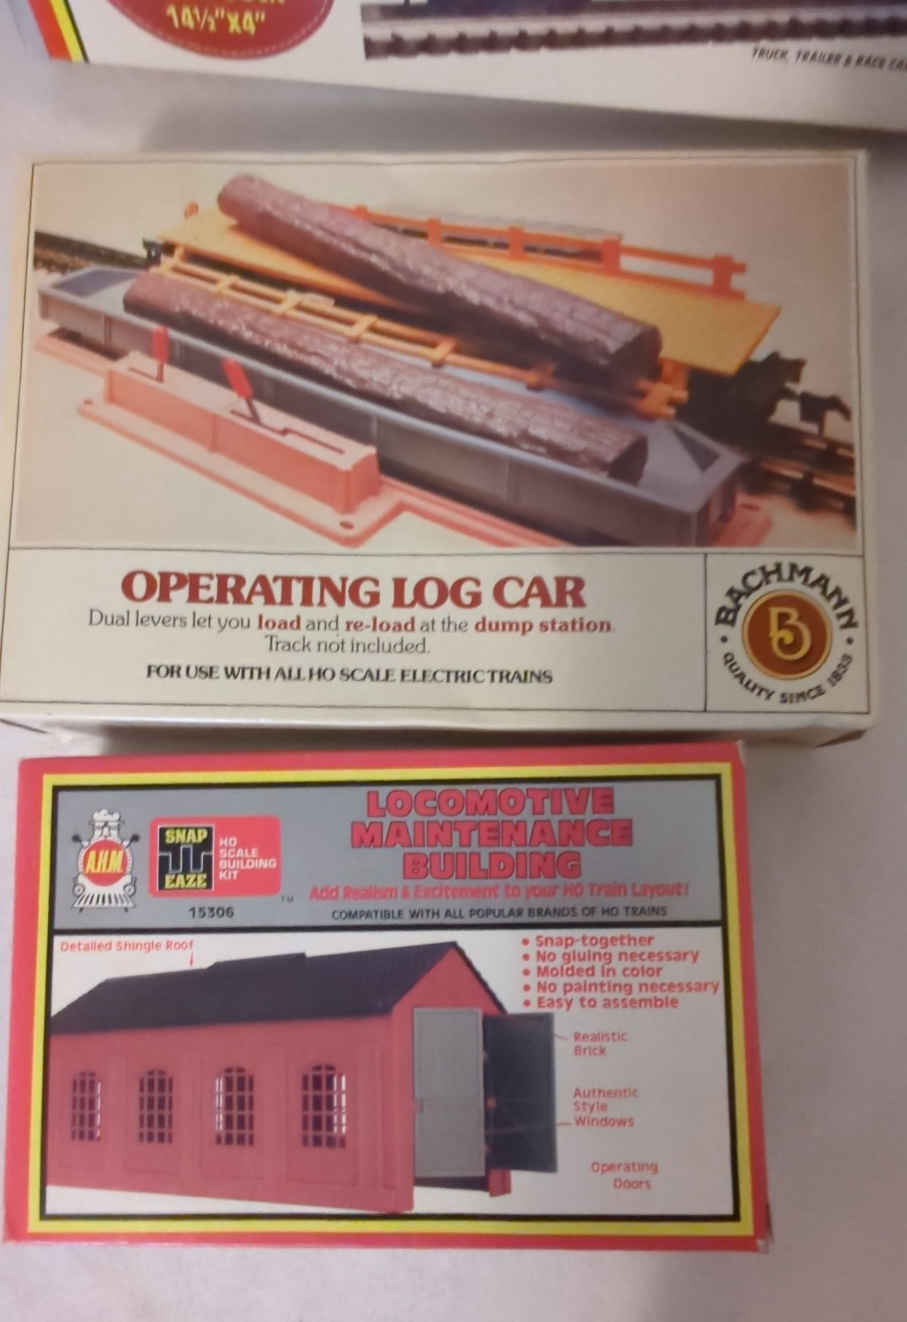 14½"X4"
TRUCK, TRAILER & RACE
OPERATING LOG CAR
Dual levers let you load and re-load at the dump station.
Track not included.
FOR USE WITH ALL HO SCALE ELECTRIC TRAINS
BACHMANN
B
QUALITY SINCE 1833
LOCOMOTIVE
MAINTENANCE
BUILDING
Add Realism & Excitement to your HO Train Layout!
COMPATIBLE WITH ALL POPULAR BRANDS OF HO TRAINS
A.H.M.
SNAP
EAZE
HO
SCALE
BUILDING
KIT
TM
15306
Detailed Shingle Roof
• Snap-together
• No gluing necessary
• Molded in color
• No painting necessary
• Easy to assemble
Realistic
Brick
Authentic
Style
Windows
Operating
Doors